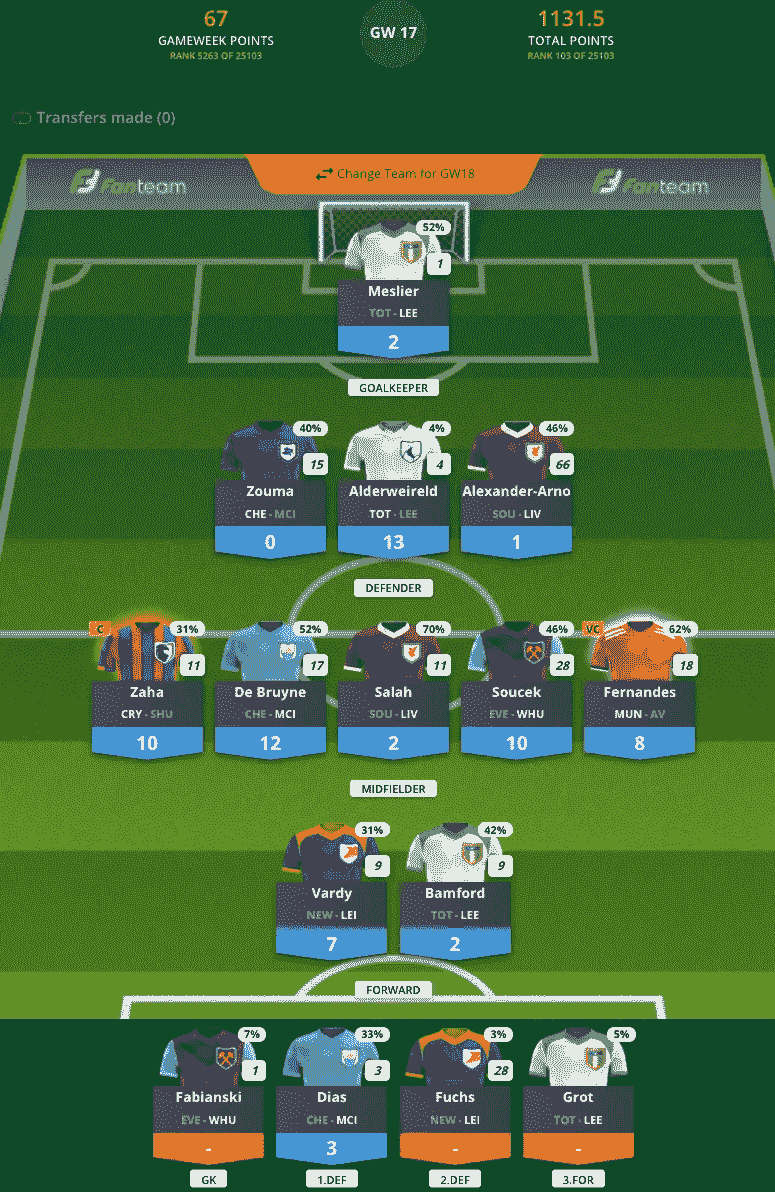 67
GAMEWEEK POINTS
RANK 5263 OF 25103
GW 17
1131.5
TOTAL POINTS
RANK 103 OF 25103
Transfers made (0)
Fanteam
Change Team for GW18
Fanteam
52%
1
Meslier
TOT - LEE
2
GOALKEEPER
40%
15
Zouma
CHE - MCI
0
4%
4
Alderweireld
TOT - LEE
13
46%
66
Alexander-Arno
SOU - LIV
1
DEFENDER
C
31%
11
Zaha
CRY - SHU
10
52%
17
De Bruyne
CHE - MCI
12
70%
11
Salah
SOU - LIV
2
46%
28
Soucek
EVE - WHU
10
VC
62%
18
Fernandes
MUN - AV
8
MIDFIELDER
31%
9
Vardy
NEW - LEI
7
42%
9
Bamford
TOT - LEE
2
FORWARD
7%
1
Fabianski
EVE - WHU
-
GK
33%
3
Dias
CHE - MCI
3
1.DEF
3%
28
Fuchs
NEW - LEI
-
2.DEF
5%
Grot
TOT - LEE
-
3.FOR